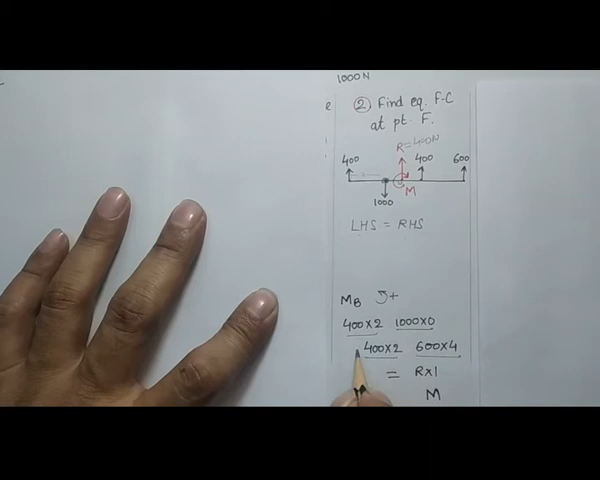 1000N
e
② Find eq. F-C
at pt. F.
R=400N
400 400 600
M
1000
LHS = RHS
MB +
400×2 1000×0
400×2 600×4
= R×1
M